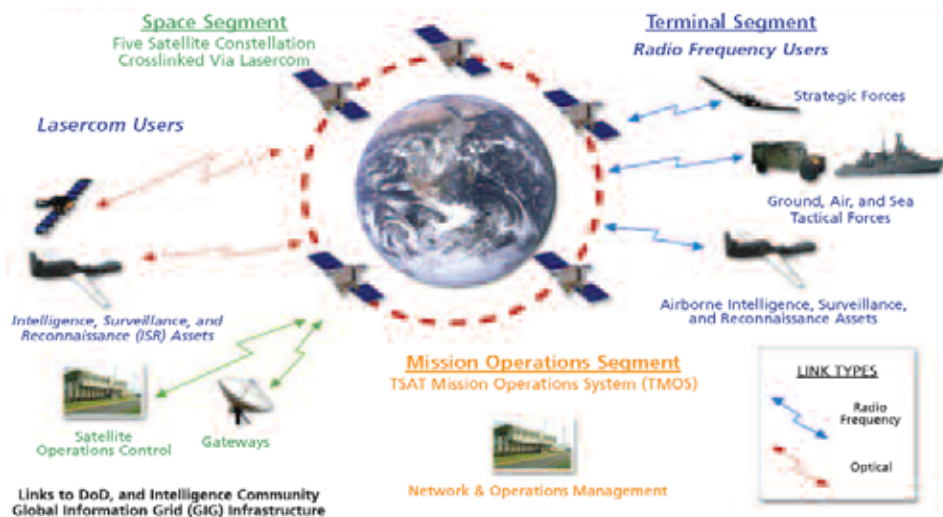 Space Segment
Five Satellite Constellation
Crosslinked Via Lasercom
Terminal Segment
Radio Frequency Users
Strategic Forces
Ground, Air, and Sea
Tactical Forces
Airborne Intelligence, Surveillance,
and Reconnaissance Assets
Lasercom Users
Intelligence, Surveillance, and
Reconnaissance (ISR) Assets
Satellite
Operations Control
Gateways
Links to DoD, and Intelligence Community
Global Information Grid (GIG) Infrastructure
Mission Operations Segment
TSAT Mission Operations System (TMOS)
Network & Operations Management
LINK TYPES
Radio
Frequency
Optical